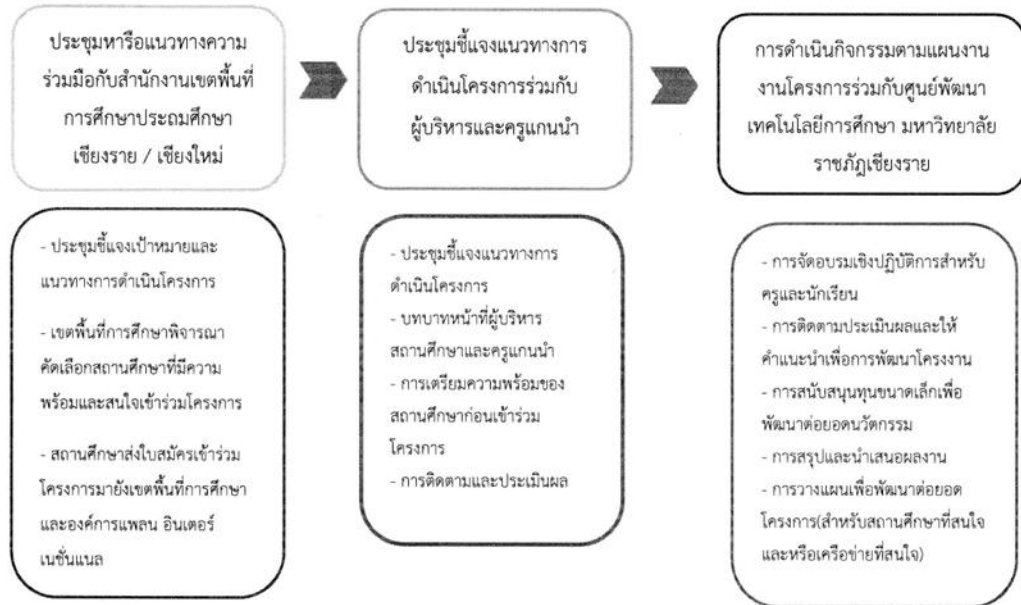 ประชุมหารือแนวทางความ
ร่วมมือกับสำนักงานเขตพื้นที่
การศึกษาประถมศึกษา
เชียงราย / เชียงใหม่
ประชุมชี้แจงแนวทางการ
ดำเนินโครงการร่วมกับ
ผู้บริหารและครูแกนนำ
การดำเนินกิจกรรมตามแผนงาน
งานโครงการร่วมกับศูนย์พัฒนา
เทคโนโลยีการศึกษา มหาวิทยาลัย
ราชภัฏเชียงราย
- ประชุมชี้แจงเป้าหมายและ
แนวทางการดำเนินโครงการ
- เขตพื้นที่การศึกษาพิจารณา
คัดเลือกสถานศึกษาที่มีความ
พร้อมและสนใจเข้าร่วมโครงการ
- สถานศึกษาส่งใบสมัครเข้าร่วม
โครงการมายังเขตพื้นที่การศึกษา
และองค์การแพลน อินเตอร์
เนชั่นแนล
- ประชุมชี้แจงแนวทางการ
ดำเนินโครงการ
- บทบาทหน้าที่ผู้บริหาร
สถานศึกษาและครูแกนนำ
- การเตรียมความพร้อมของ
สถานศึกษาก่อนเข้าร่วม
โครงการ
- การติดตามและประเมินผล
- การจัดอบรมเชิงปฏิบัติการสำหรับ
ครูและนักเรียน
- การติดตามประเมินผลและให้
คำแนะนำเพื่อการพัฒนาโครงงาน
- การสนับสนุนทุนขนาดเล็กเพื่อ
พัฒนาต่อยอดนวัตกรรม
- การสรุปและนำเสนอผลงาน
- การวางแผนเพื่อพัฒนาต่อยอด
โครงการ(สำหรับสถานศึกษาที่สนใจ
และหรือเครือข่ายที่สนใจ)